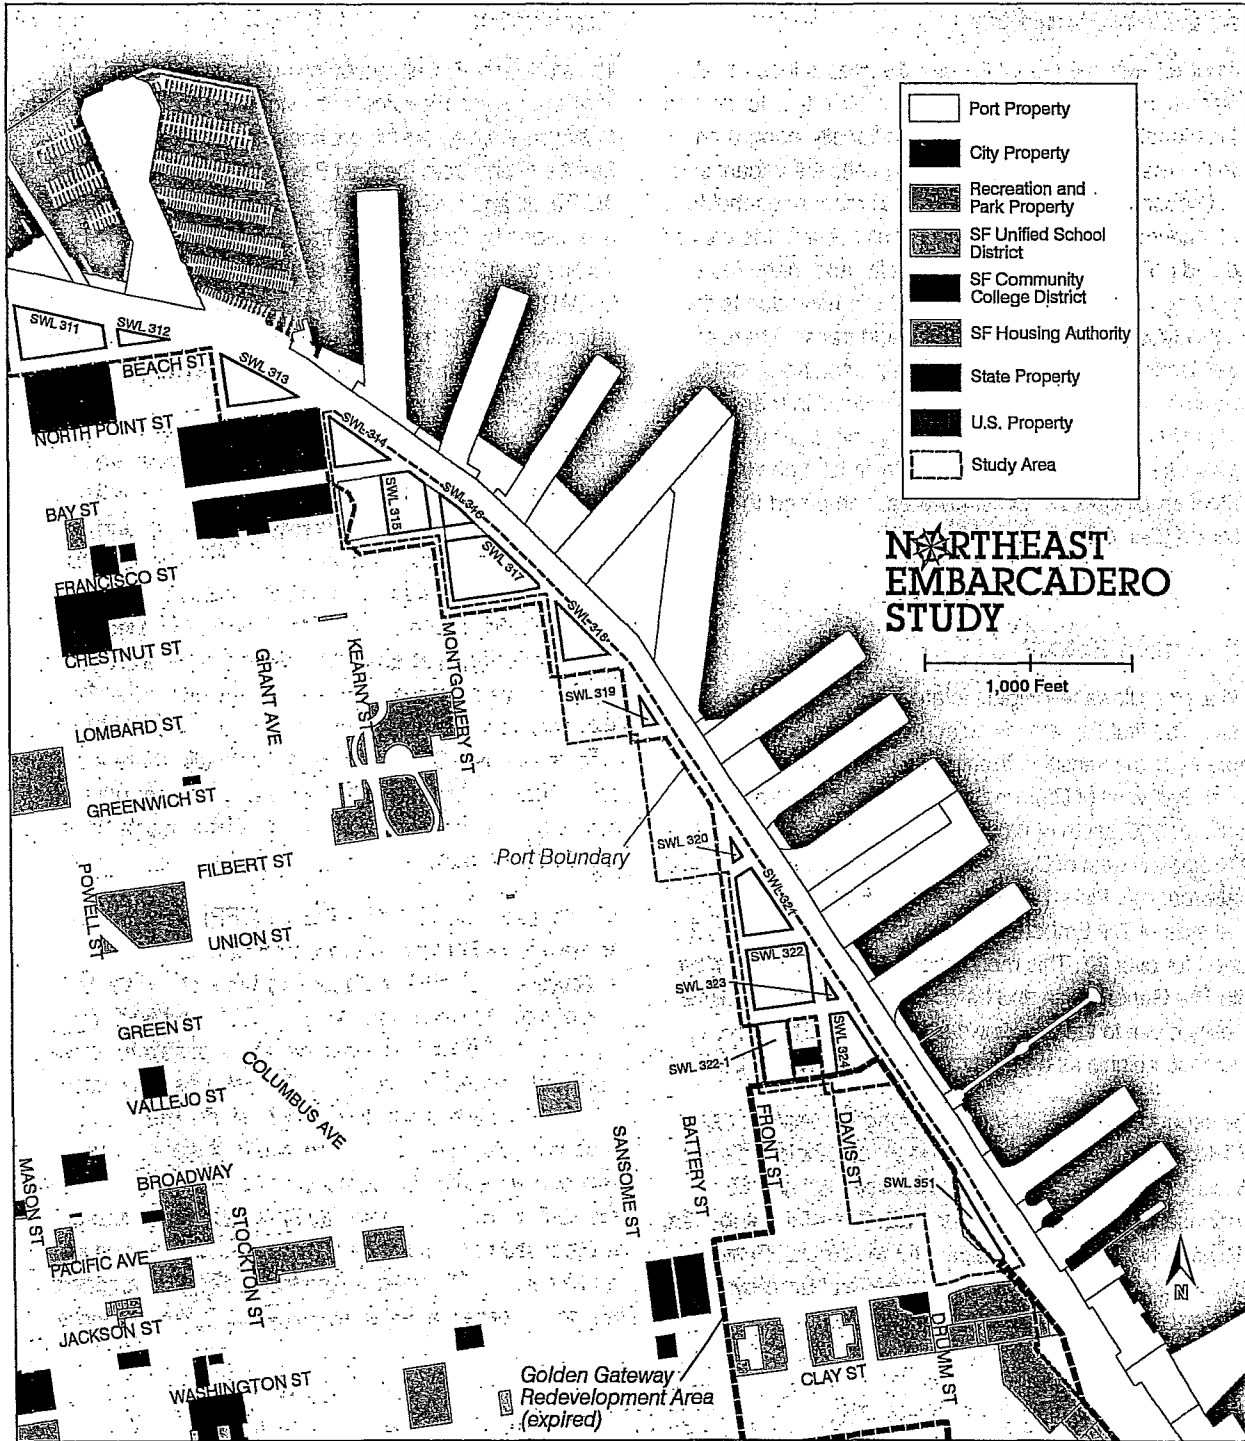 Port Property
City Property
Recreation and
Park Property
SF Unified School
District
SF Community
College District
SF Housing Authority
State Property
U.S. Property
Study Area
NORTHEAST
EMBARCADERO
STUDY
1,000 Feet
SWL 311
SWL 312
BEACH ST
SWL 313
NORTH POINT ST
SWL 314
SWL 315
SWL 316
BAY ST
SWL 317
FRANCISCO ST
SWL 318
CHESTNUT ST
GRANT AVE
KEARNY S
MONTGOMERY ST
SWL 319
LOMBARD ST
GREENWICH ST
SWL 320
Port Boundary
FILBERT ST
POWELL ST
SWL 321
UNION ST
SWL 322
SWL 323
GREEN ST
SWL 324
SWL 322-1
COLUMBUS AVE
VALLEJO ST
FRONT ST
DAVIS ST
BATTERY ST
SANSOME ST
MASON ST
BROADWAY
SWL 351
STOCKTON ST
PACIFIC AVE
N
JACKSON ST
DRUMM ST
CLAY ST
WASHINGTON ST
Golden Gateway
Redevelopment Area
(expired)